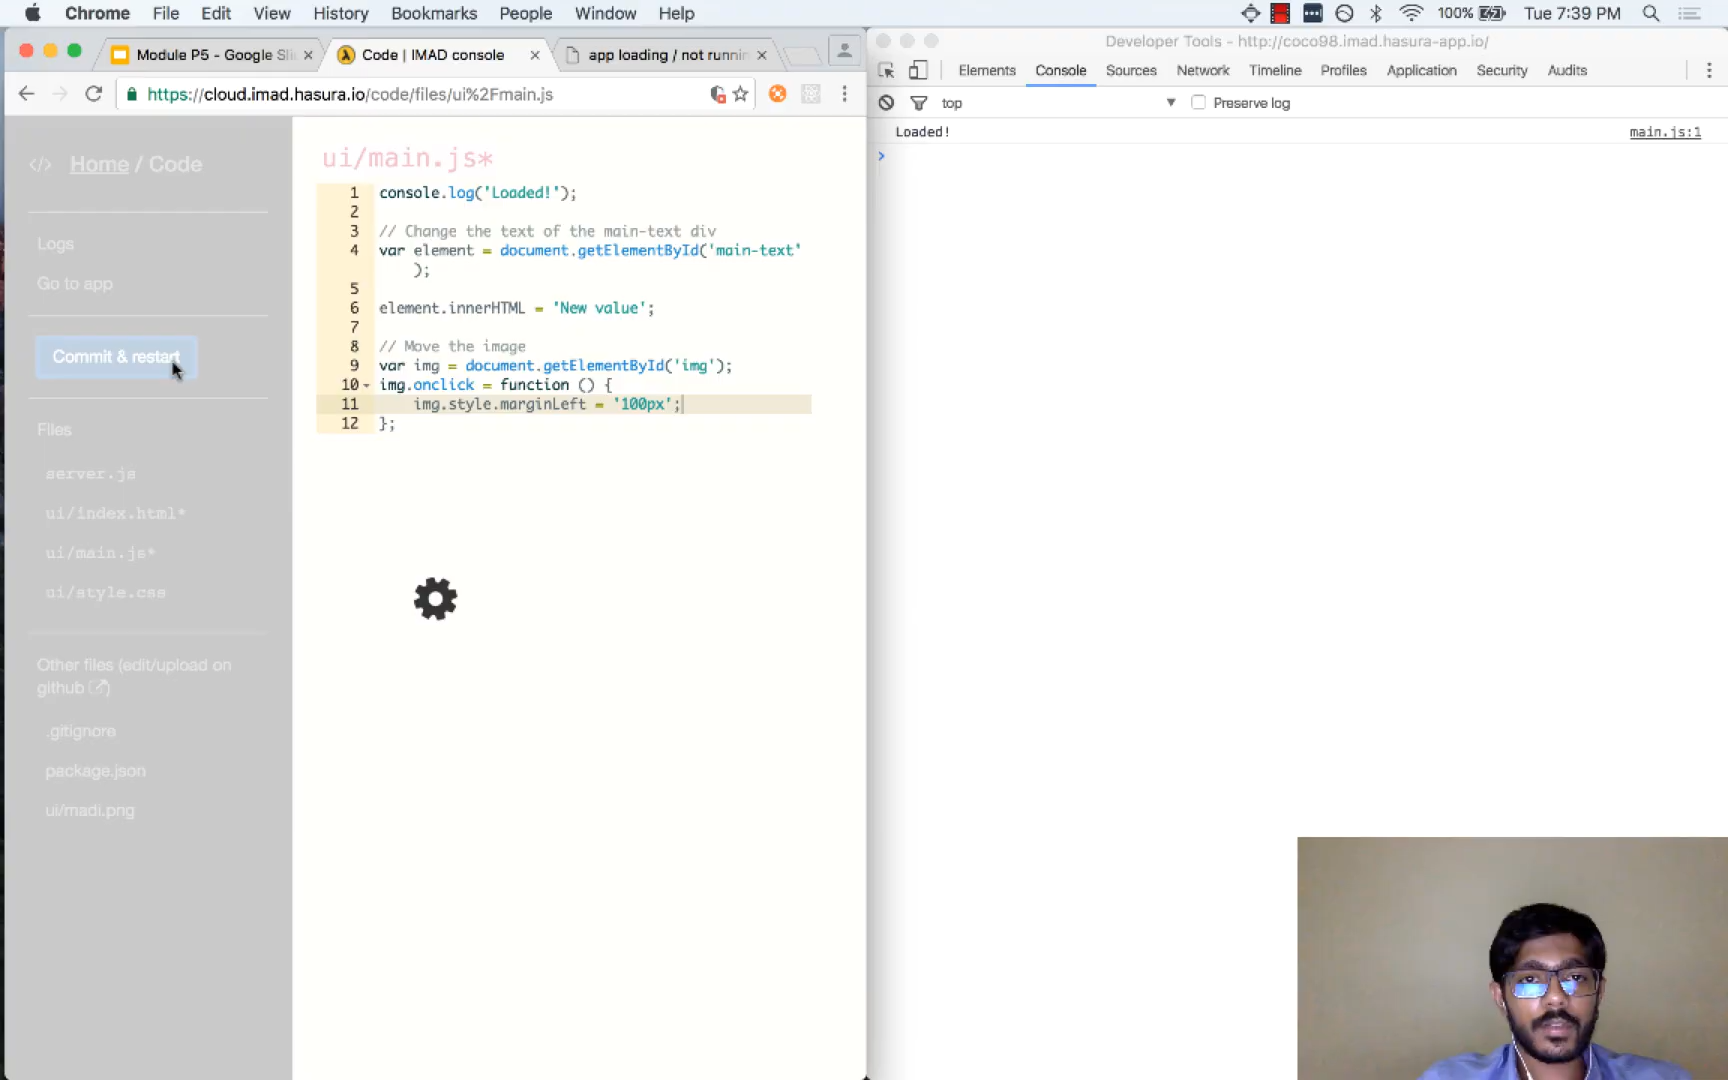 Chrome File Edit View History Bookmarks People Window Help 100% Tue 7:39 PM
Module P5 - Google Sli
Code | IMAD console
app loading / not runnin
https://cloud.imad.hasura.io/code/files/ui%2Fmain.js
</> Home / Code
Logs
Go to app
Commit & restart
Files
server.js
ui/index.html*
ui/main.js*
ui/style.css
Other files (edit/upload on
github )
.gitignore
package.json
ui/madi.png
ui/main.js*
1 console.log('Loaded!');
2
3 // Change the text of the main-text div
4 var element = document.getElementById('main-text'
);
5
6 element.innerHTML = 'New value';
7
8 // Move the image
9 var img = document.getElementById('img');
10 img.onclick = function () {
11 img.style.marginLeft = '100px';
12 };
Developer Tools - http://coco98.imad.hasura-app.io/
Elements Console Sources Network Timeline Profiles Application Security Audits
top Preserve log
Loaded! main.js:1